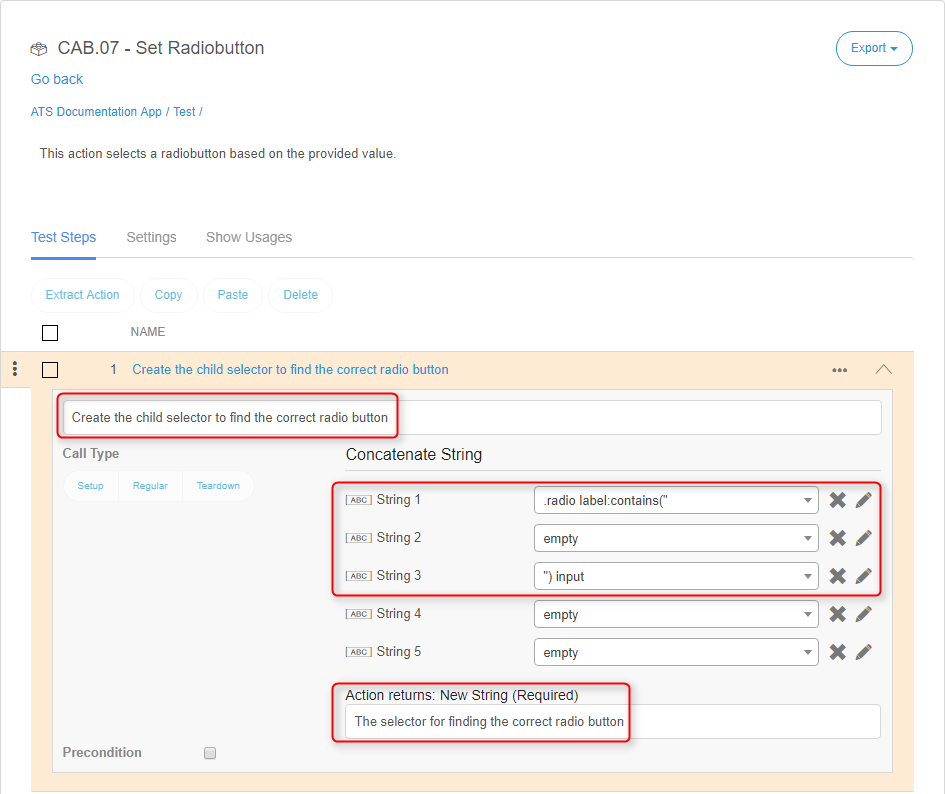 CAB.07 - Set Radiobutton
Export
Go back
ATS Documentation App / Test /
This action selects a radiobutton based on the provided value.
Test Steps Settings Show Usages
Extract Action Copy Paste Delete
NAME
1 Create the child selector to find the correct radio button
Create the child selector to find the correct radio button
Call Type
Setup Regular Teardown
Concatenate String
ABC String 1 .radio label:contains("
ABC String 2 empty
ABC String 3 ") input
ABC String 4 empty
ABC String 5 empty
Action returns: New String (Required)
The selector for finding the correct radio button
Precondition